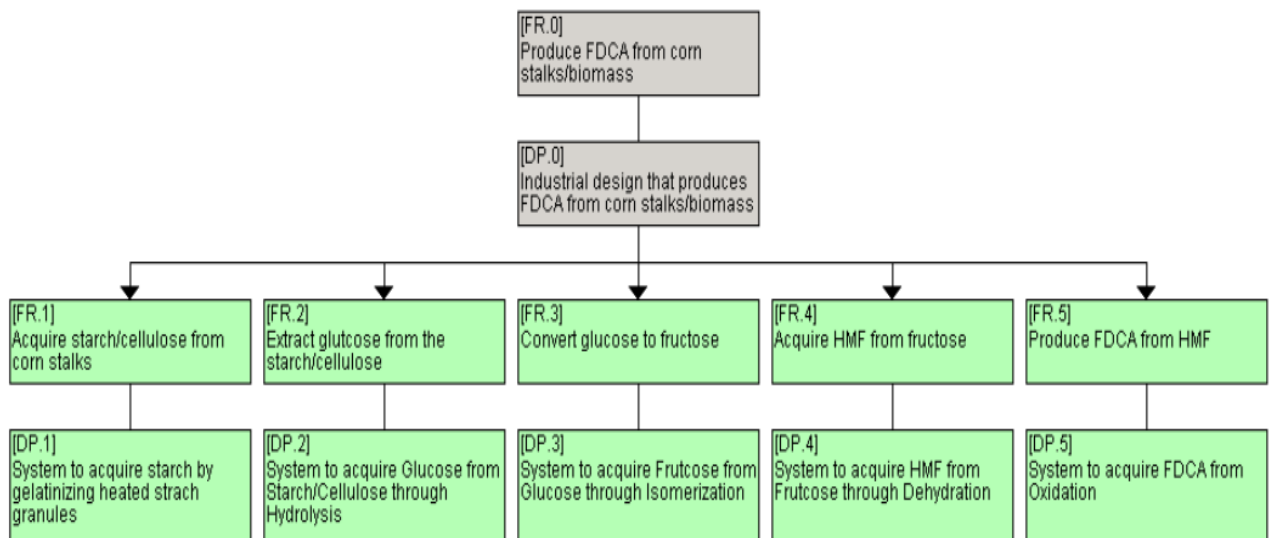 [FR.0]
Produce FDCA from corn
stalks/biomass
[DP.0]
Industrial design that produces
FDCA from corn stalks/biomass
[FR.1]
Acquire starch/cellulose from
corn stalks
[FR.2]
Extract glutcose from the
starch/cellulose
[FR.3]
Convert glucose to fructose
[FR.4]
Acquire HMF from fructose
[FR.5]
Produce FDCA from HMF
[DP.1]
System to acquire starch by
gelatinizing heated strach
granules
[DP.2]
System to acquire Glucose from
Starch/Cellulose through
Hydrolysis
[DP.3]
System to acquire Frutcose from
Glucose through Isomerization
[DP.4]
System to acquire HMF from
Frutcose through Dehydration
[DP.5]
System to acquire FDCA from
Oxidation